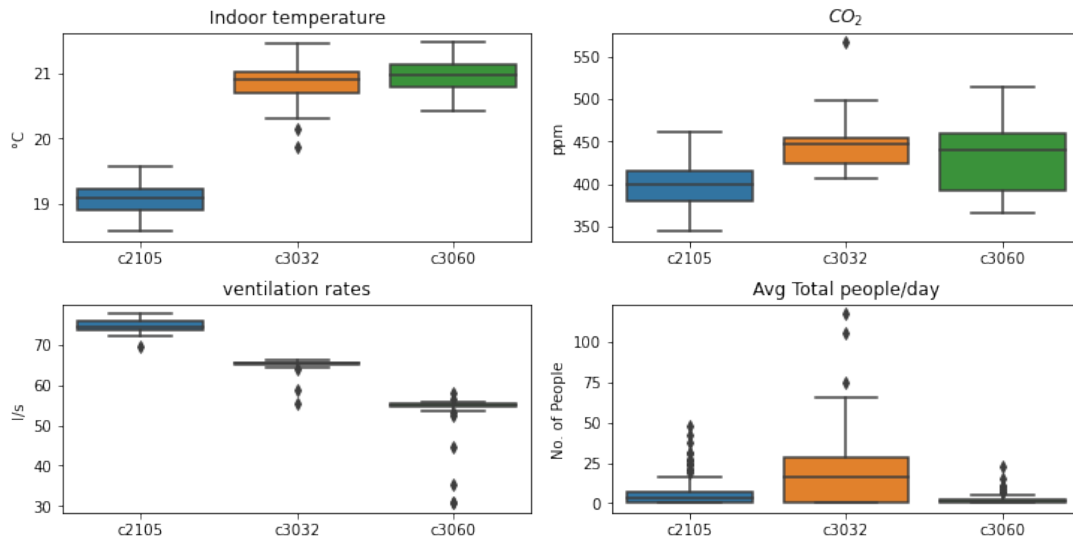 Indoor temperature
°C
21
20
19
c2105 c3032 c3060
CO₂
ppm
550
500
450
400
350
c2105 c3032 c3060
ventilation rates
l/s
70
60
50
40
30
c2105 c3032 c3060
Avg Total people/day
No. of People
100
75
50
25
0
c2105 c3032 c3060